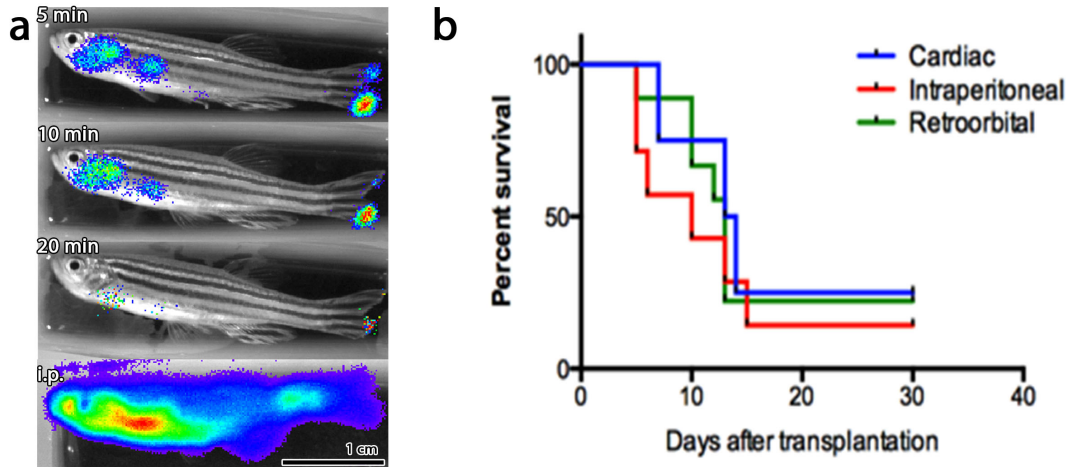 a
5 min
10 min
20 min
i.p.
1 cm
b
Percent survival
100
50
0
0 10 20 30 40
Days after transplantation
Cardiac
Intraperitoneal
Retroorbital